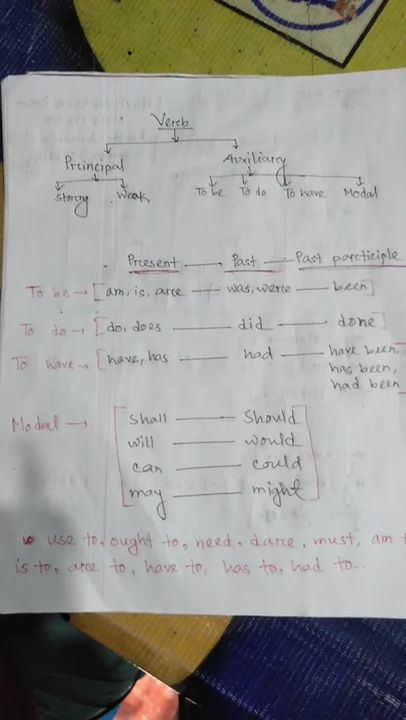 Verb
Principal Auxiliary
Strong Weak To be To do To have Modal
Present — Past — Past participle
To be → [am, is, are — was, were — been]
To do → [do, does — did — done]
To have → [have, has — had — have been,
has been,
had been
Modal → [shall — should]
will — would
can — could
may — might
use to, ought to, need, dare, must, am t
is to, are to, have to, has to, had to..